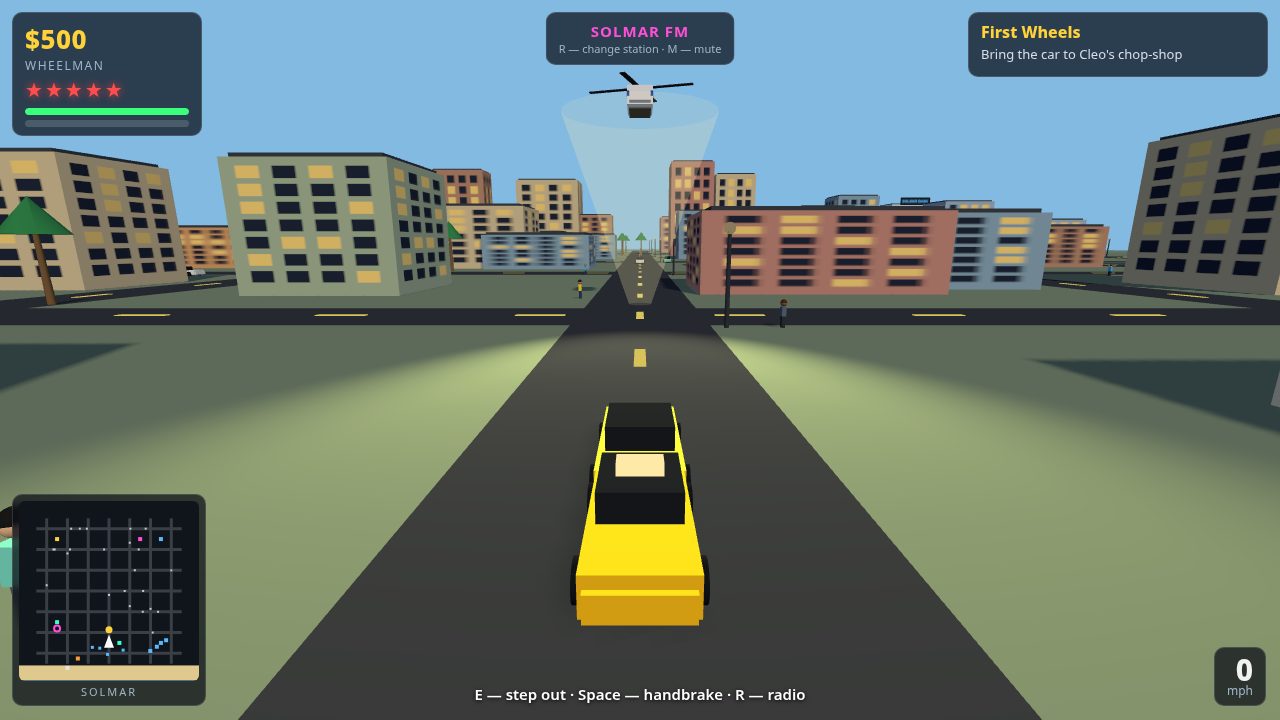 $500
WHEELMAN
★★★★★
SOLMAR FM
R — change station · M — mute
First Wheels
Bring the car to Cleo's chop-shop
SOLMAR
E — step out · Space — handbrake · R — radio
0
mph